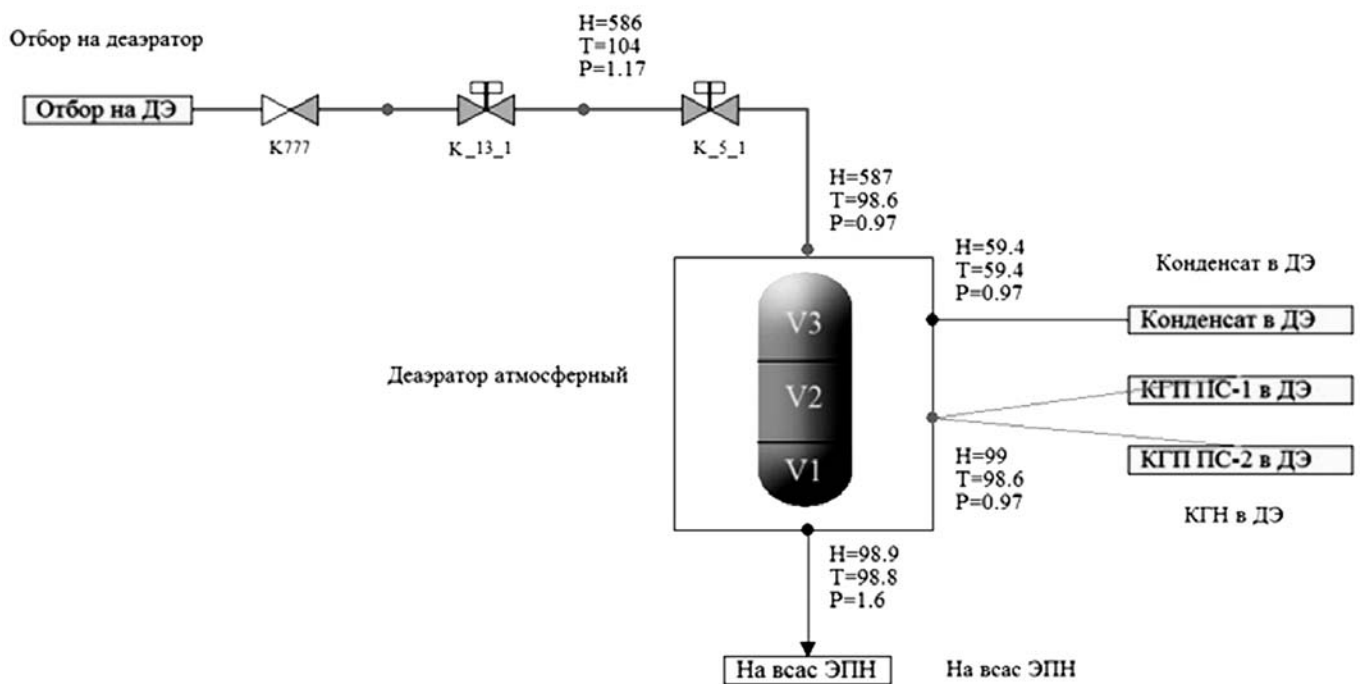 Отбор на деаэратор
H=586
T=104
P=1.17
Отбор на ДЭ
K777
K_13_1
K_5_1
H=587
T=98.6
P=0.97
H=59.4
T=59.4
P=0.97
Конденсат в ДЭ
Конденсат в ДЭ
Деаэратор атмосферный
V3
V2
V1
КГП ПС-1 в ДЭ
КГП ПС-2 в ДЭ
H=99
T=98.6
P=0.97
КГН в ДЭ
H=98.9
T=98.8
P=1.6
На всас ЭПН
На всас ЭПН